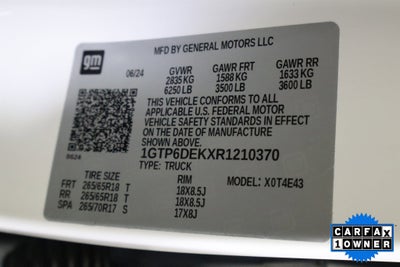 MFD BY GENERAL MOTORS LLC
gm
06/24 GVWR GAWR FRT GAWR RR
2835 KG 1588 KG 1633 KG
6250 LB 3500 LB 3600 LB
THIS VEHICLE CONFORMS TO ALL
APPLICABLE U.S. FEDERAL MOTOR
VEHICLE SAFETY STANDARDS IN EFFECT
ON THE DATE OF MANUFACTURE
SHOWN ABOVE.
1GTP6DEKXR1210370
TYPE: TRUCK
TIRE SIZE RIM MODEL: X0T4E43
FRT 265/65R18 T 18X8.5J
RR 265/65R18 T 18X8.5J
SPA 265/70R17 S 17X8J
CARFAX
1 OWNER